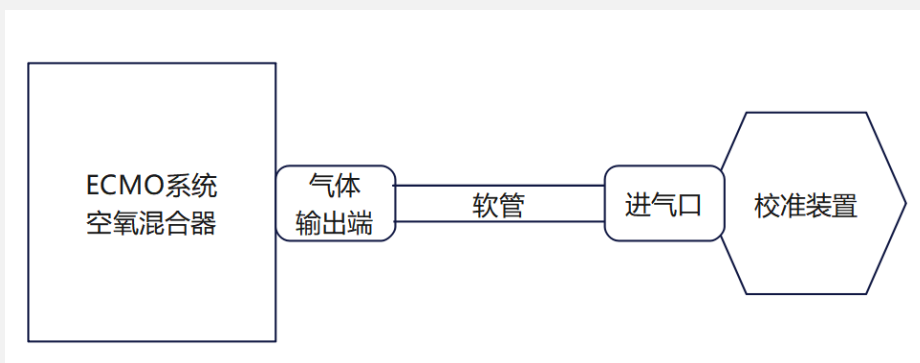 ECMO系统
空氧混合器
气体
输出端
软管
进气口
校准装置